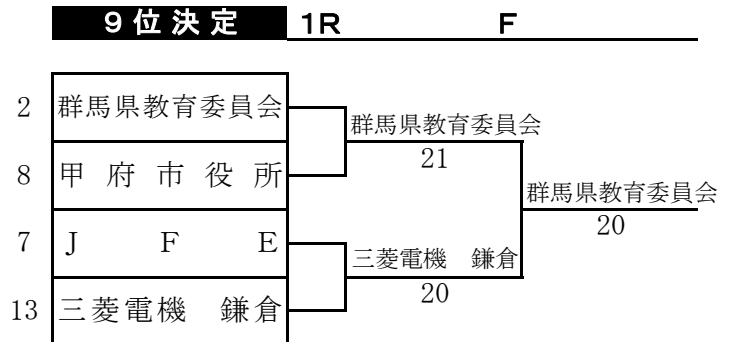 ９位決定 1R F
2 群馬県教育委員会
群馬県教育委員会
8 甲府市役所
21
群馬県教育委員会
20
7 ＪＦＥ
三菱電機　鎌倉
20
13 三菱電機　鎌倉